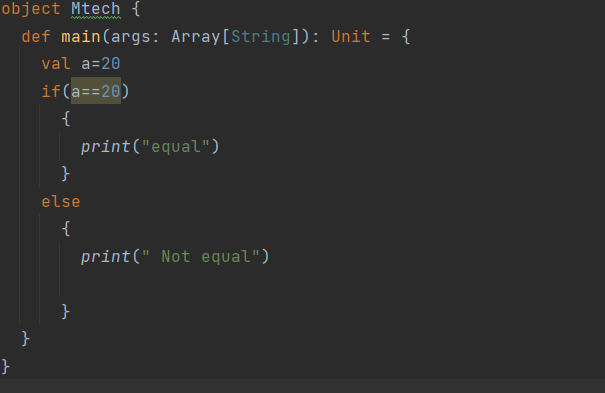 object Mtech {
def main(args: Array[String]): Unit = {
val a=20
if(a==20)
{
print("equal")
}
else
{
print(" Not equal")
}
}
}